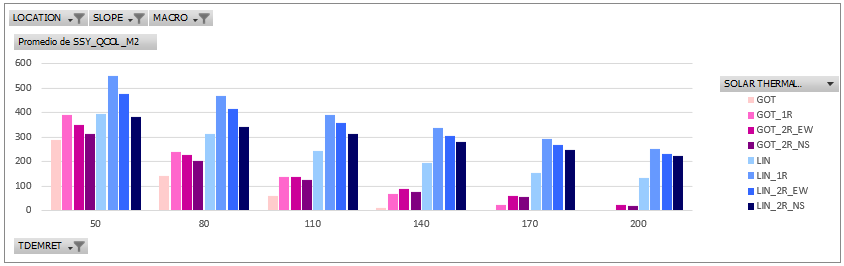 LOCATION SLOPE MACRO
Promedio de SSY_QCOOL_M2
600
500
400
300
200
100
0
50 80 110 140 170 200
SOLAR THERMAL..
GOT
GOT_1R
GOT_2R_EW
GOT_2R_NS
LIN
LIN_1R
LIN_2R_EW
LIN_2R_NS
TDEMRET